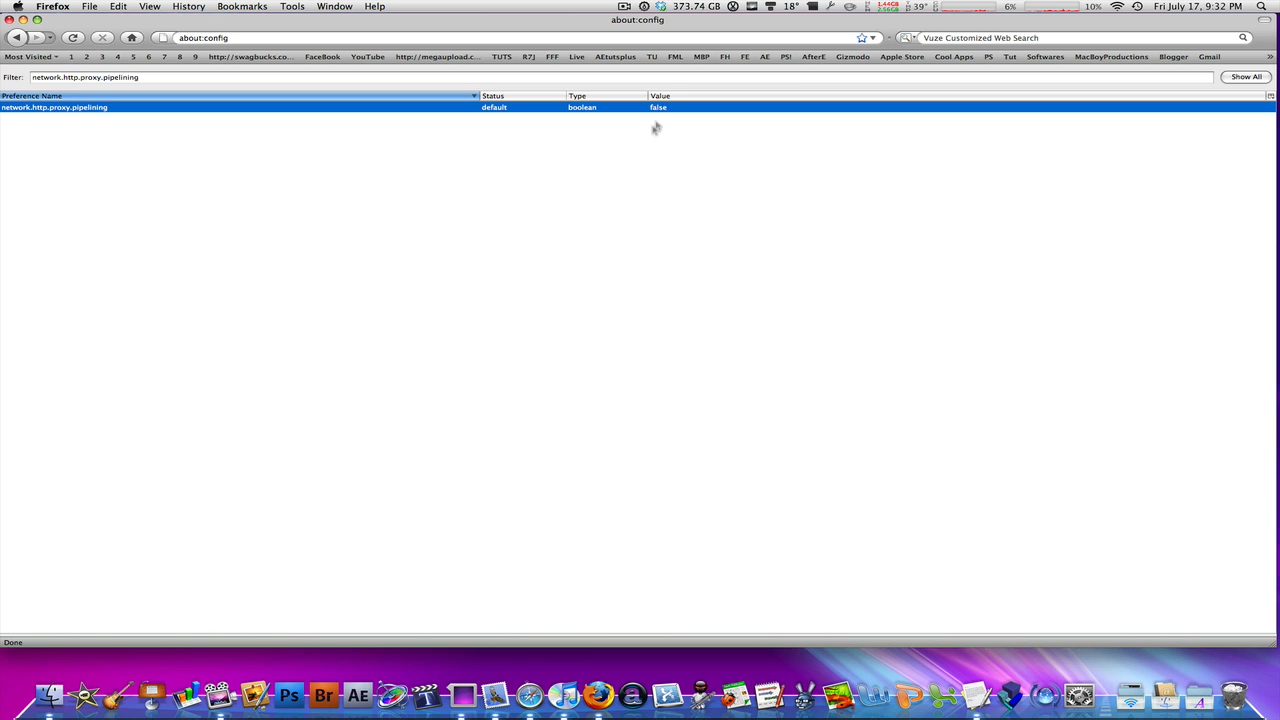 Firefox File Edit View History Bookmarks Tools Window Help 373.74 GB 18° 1.44GB 2.56GB 39° 6% 10% Fri July 17, 9:32 PM
about:config
about:config Vuze Customized Web Search
Most Visited 1 2 3 4 5 6 7 8 9 http://swagbucks.co... FaceBook YouTube http://megaupload.c... TUTS R7J FFF Live AEtutsplus TU FML MBP FH FE AE PS! AfterE Gizmodo Apple Store Cool Apps PS Tut Softwares MacBoyProductions Blogger Gmail »
Filter: network.http.proxy.pipelining Show All
Preference Name Status Type Value
network.http.proxy.pipelining default boolean false
Done
Ps Br AE